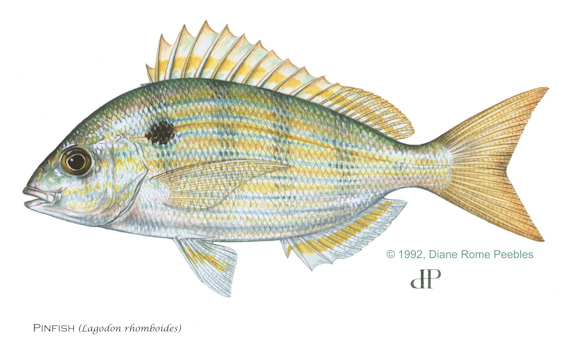 © 1992, Diane Rome Peebles
dP
PINFISH (Lagodon rhomboides)